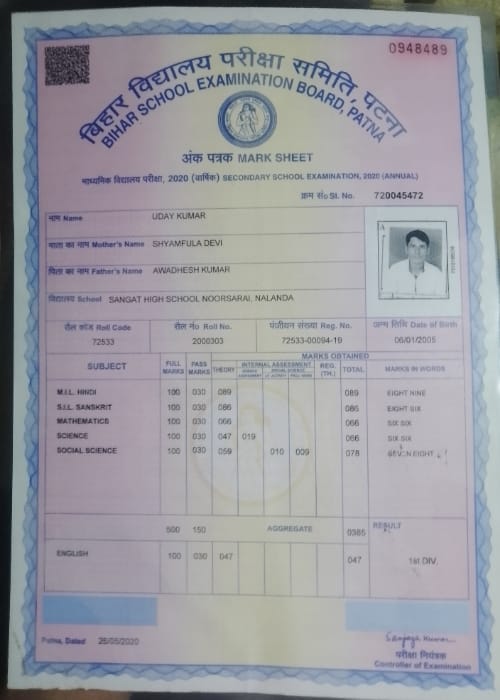 0948489
बिहार विद्यालय परीक्षा समिति, पटना
BIHAR SCHOOL EXAMINATION BOARD, PATNA
अंक पत्रक MARK SHEET
माध्यमिक विद्यालय परीक्षा, 2020 (वार्षिक) SECONDARY SCHOOL EXAMINATION, 2020 (ANNUAL)
क्रम सं० Sl. No. 720045472
नाम Name UDAY KUMAR
माता का नाम Mother's Name SHYAMFULA DEVI
पिता का नाम Father's Name AWADHESH KUMAR
विद्यालय School SANGAT HIGH SCHOOL NOORSARAI, NALANDA
रोल कोड Roll Code रोल नं० Roll No. पंजीयन संख्या Reg. No. जन्म तिथि Date of Birth
72533 2000303 72533-00094-19 06/01/2005
MARKS OBTAINED
SUBJECT FULL MARKS PASS MARKS THEORY INTERNAL ASSESSMENT REG. (TH.) TOTAL MARKS IN WORDS
M.I.L. HINDI 100 030 089 089 EIGHT NINE
S.I.L. SANSKRIT 100 030 086 086 EIGHT SIX
MATHEMATICS 100 030 066 066 SIX SIX
SCIENCE 100 030 047 019 066 SIX SIX
SOCIAL SCIENCE 100 030 059 010 009 078 SEVEN EIGHT
500 150 AGGREGATE 0385 RESULT
ENGLISH 100 030 047 047 1st DIV.
Patna, Dated 26/05/2020
Sanjay Kumar
परीक्षा नियंत्रक
Controller of Examination